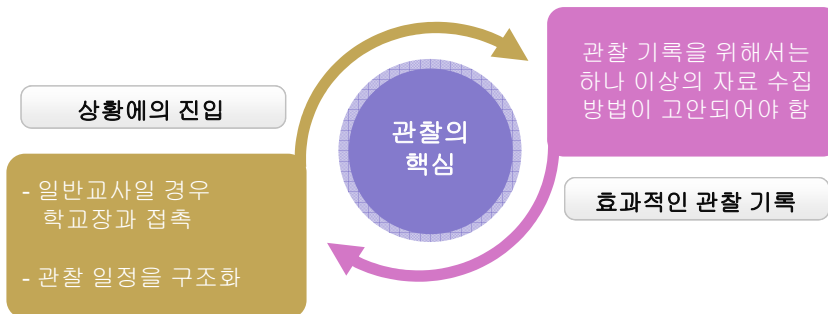 상황에의 진입
- 일반교사일 경우
학교장과 접촉
- 관찰 일정을 구조화
관찰의
핵심
관찰 기록을 위해서는
하나 이상의 자료 수집
방법이 고안되어야 함
효과적인 관찰 기록